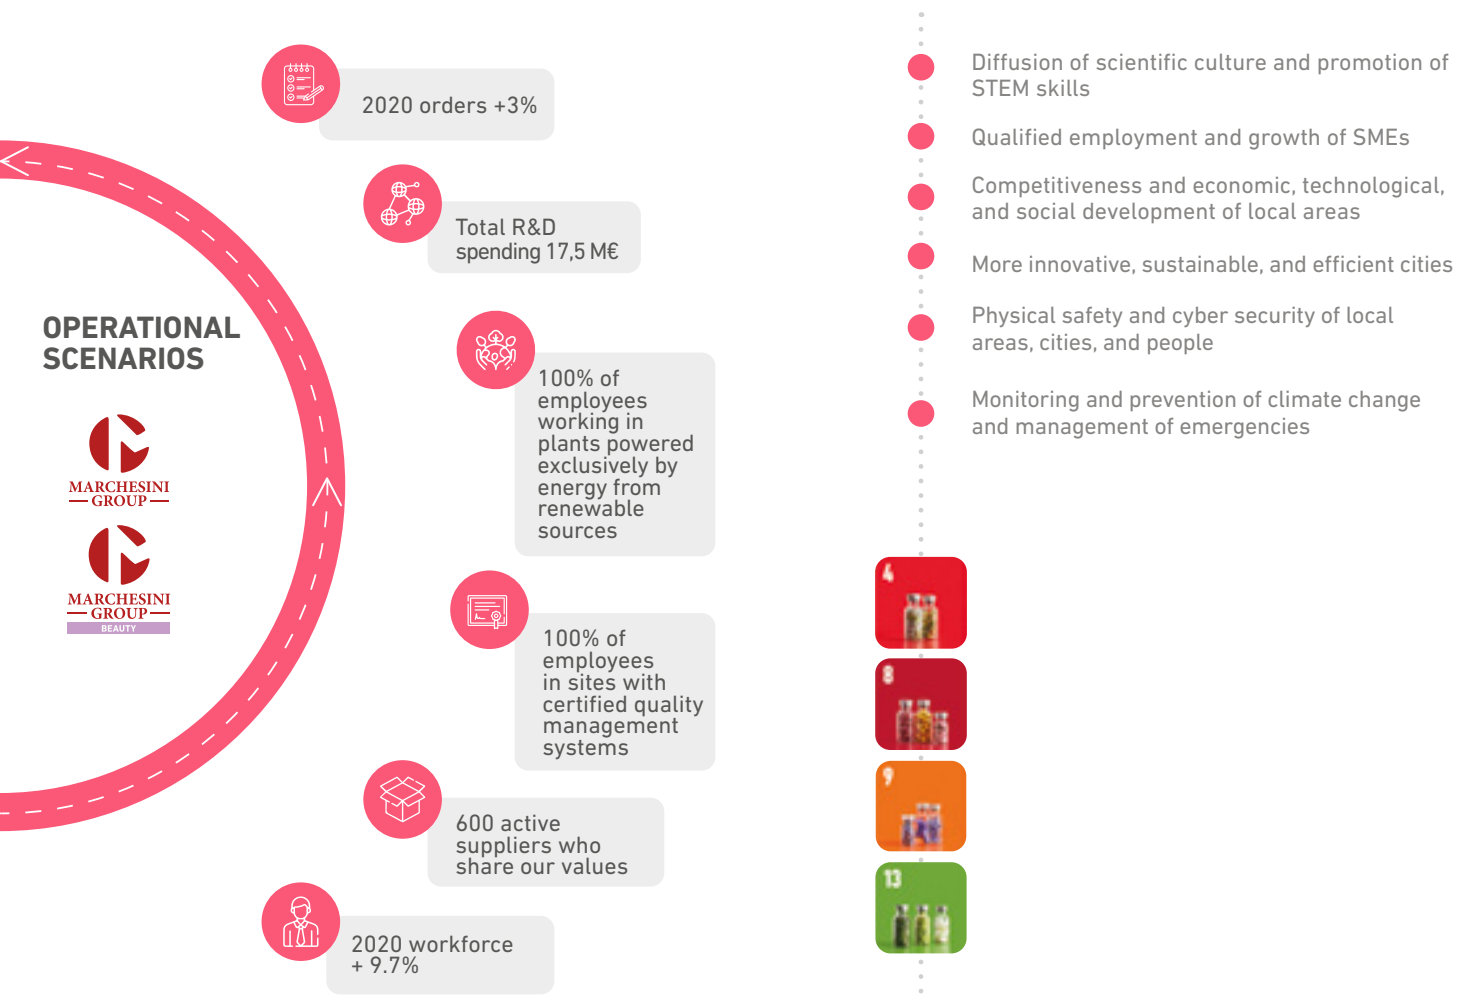 OPERATIONAL
SCENARIOS
MARCHESINI
GROUP
MARCHESINI
GROUP
BEAUTY
2020 orders +3%
Total R&D
spending 17,5 M€
100% of
employees
working in
plants powered
exclusively by
energy from
renewable
sources
100% of
employees
in sites with
certified quality
management
systems
600 active
suppliers who
share our values
2020 workforce
+ 9.7%
Diffusion of scientific culture and promotion of
STEM skills
Qualified employment and growth of SMEs
Competitiveness and economic, technological,
and social development of local areas
More innovative, sustainable, and efficient cities
Physical safety and cyber security of local
areas, cities, and people
Monitoring and prevention of climate change
and management of emergencies
4
8
9
13